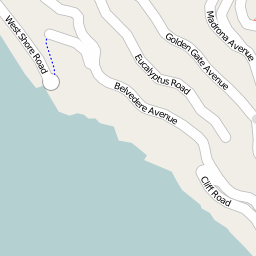 Madrona Avenue
Golden Gate Avenue
West Shore Road
Eucalyptus Road
Belvedere Avenue
Cliff Road